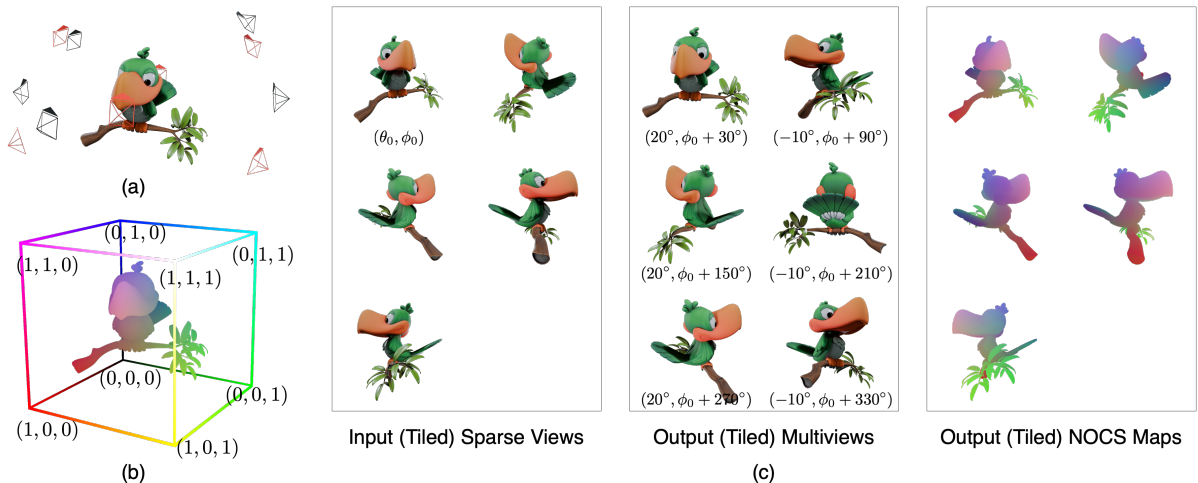 (a)
(0, 1, 0)
(0, 1, 1)
(1, 1, 0)
(1, 1, 1)
(0, 0, 0)
(0, 0, 1)
(1, 0, 0)
(1, 0, 1)
(b)
(θ₀, ϕ₀)
Input (Tiled) Sparse Views
(20°, ϕ₀ + 30°) (−10°, ϕ₀ + 90°)
(20°, ϕ₀ + 150°) (−10°, ϕ₀ + 210°)
(20°, ϕ₀ + 270°) (−10°, ϕ₀ + 330°)
Output (Tiled) Multiviews
Output (Tiled) NOCS Maps
(c)